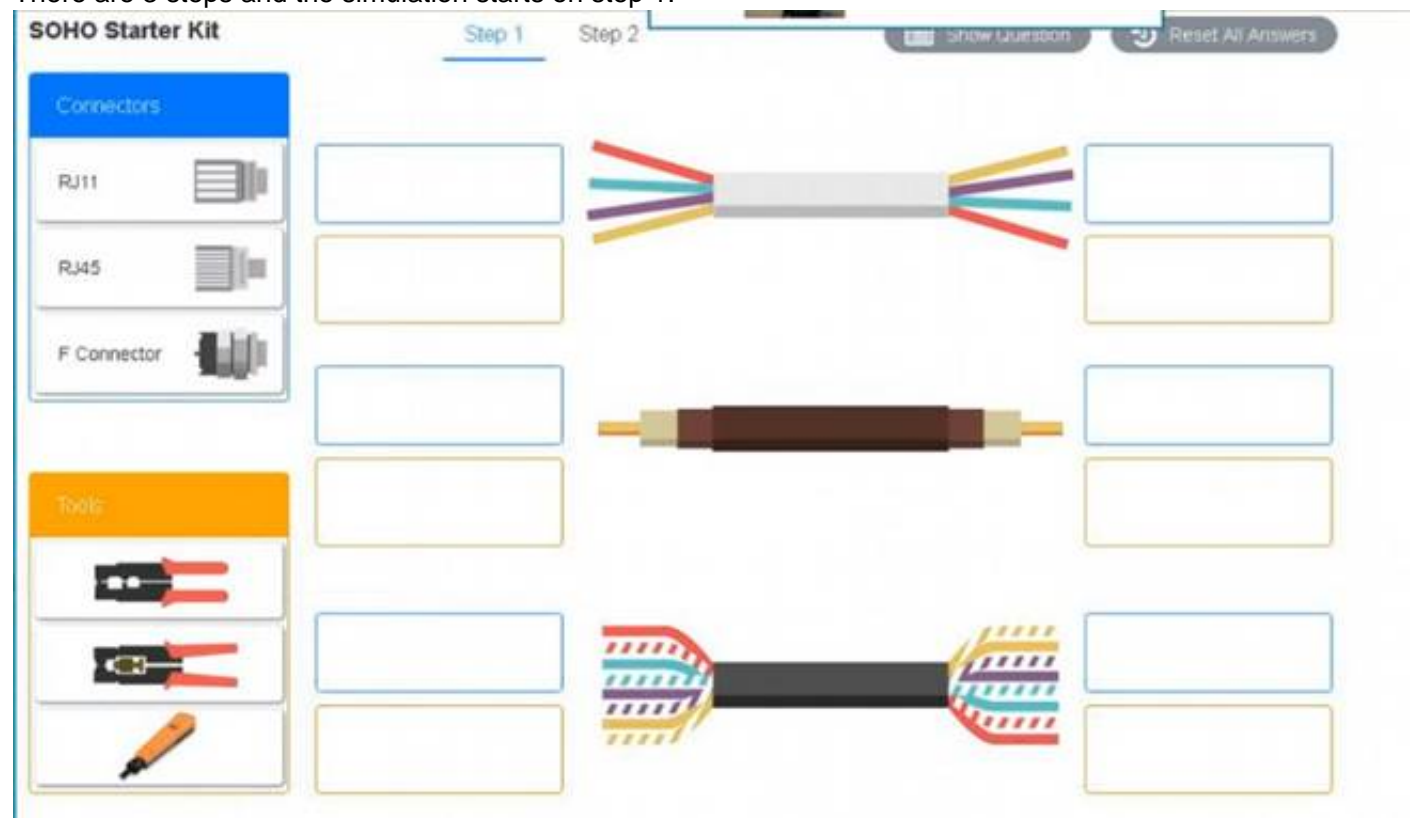 SOHO Starter Kit
Step 1
Step 2
Show Question
Reset All Answers
Connectors
RJ11
RJ45
F Connector
Tools